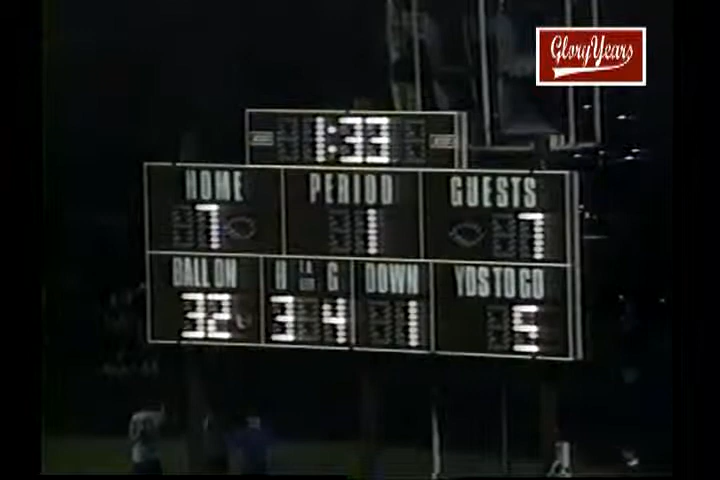 Glory Years
1:33
HOME PERIOD GUESTS
7 1 7
BALL ON H G DOWN YDS TO GO
32 3 4 1 5